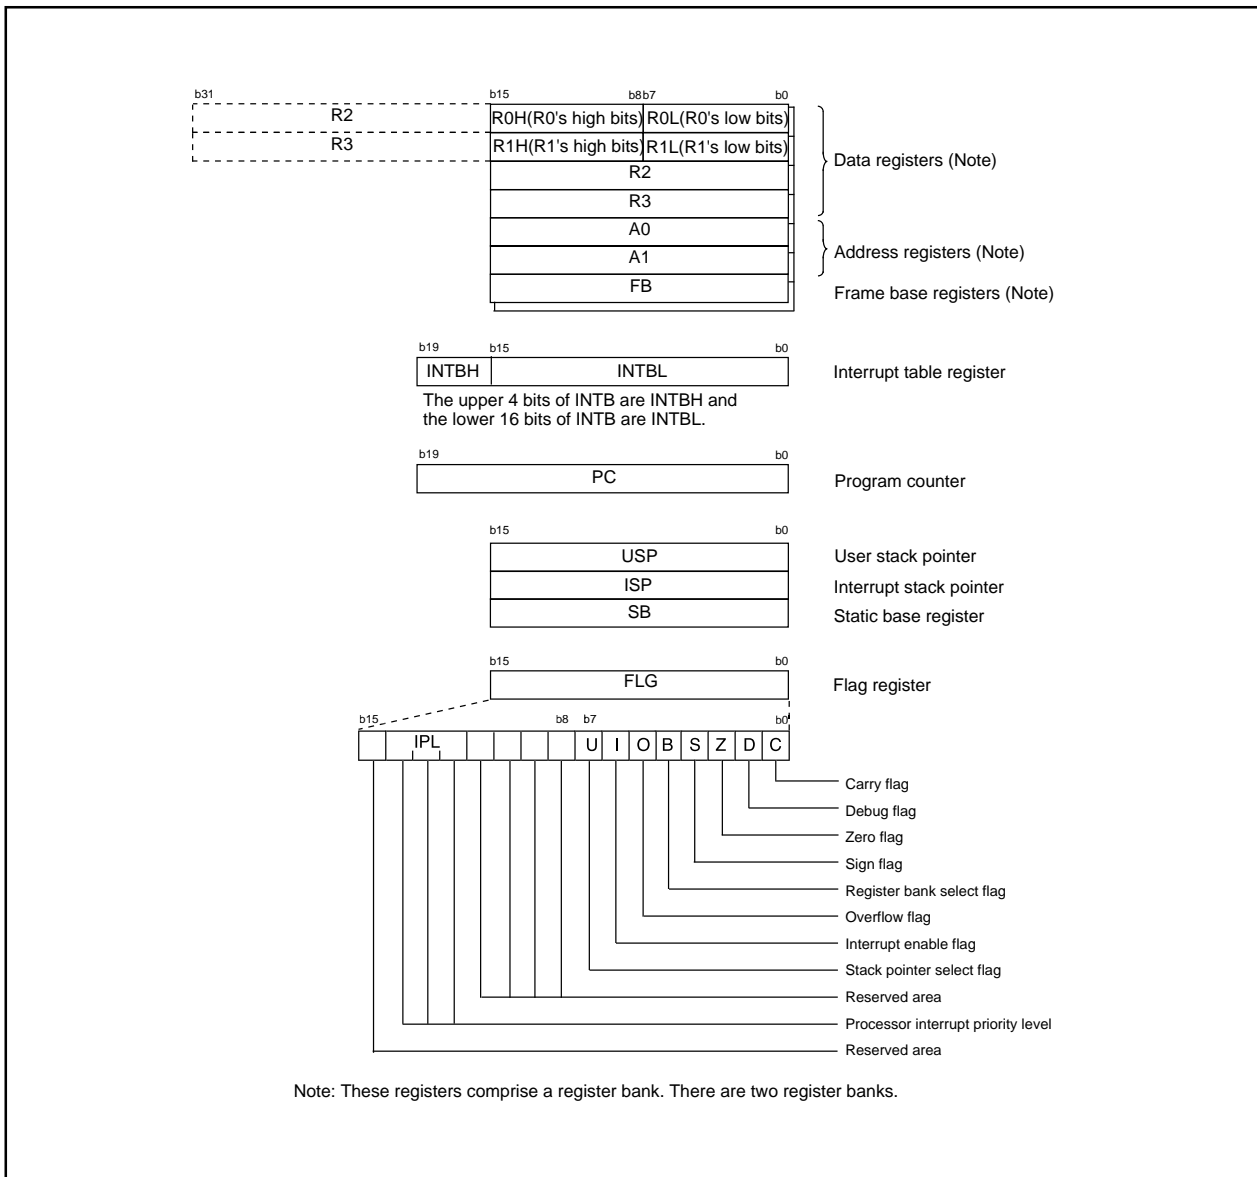 b31 b15 b8b7 b0
R2 R0H(R0's high bits) R0L(R0's low bits)
R3 R1H(R1's high bits) R1L(R1's low bits)
Data registers (Note)
R2
R3
A0
Address registers (Note)
A1
FB Frame base registers (Note)
b19 b15 b0
INTBH INTBL Interrupt table register
The upper 4 bits of INTB are INTBH and
the lower 16 bits of INTB are INTBL.
b19 b0
PC Program counter
b15 b0
USP User stack pointer
ISP Interrupt stack pointer
SB Static base register
b15 b0
FLG Flag register
b15 b8 b7 b0
IPL U I O B S Z D C
Carry flag
Debug flag
Zero flag
Sign flag
Register bank select flag
Overflow flag
Interrupt enable flag
Stack pointer select flag
Reserved area
Processor interrupt priority level
Reserved area
Note: These registers comprise a register bank. There are two register banks.